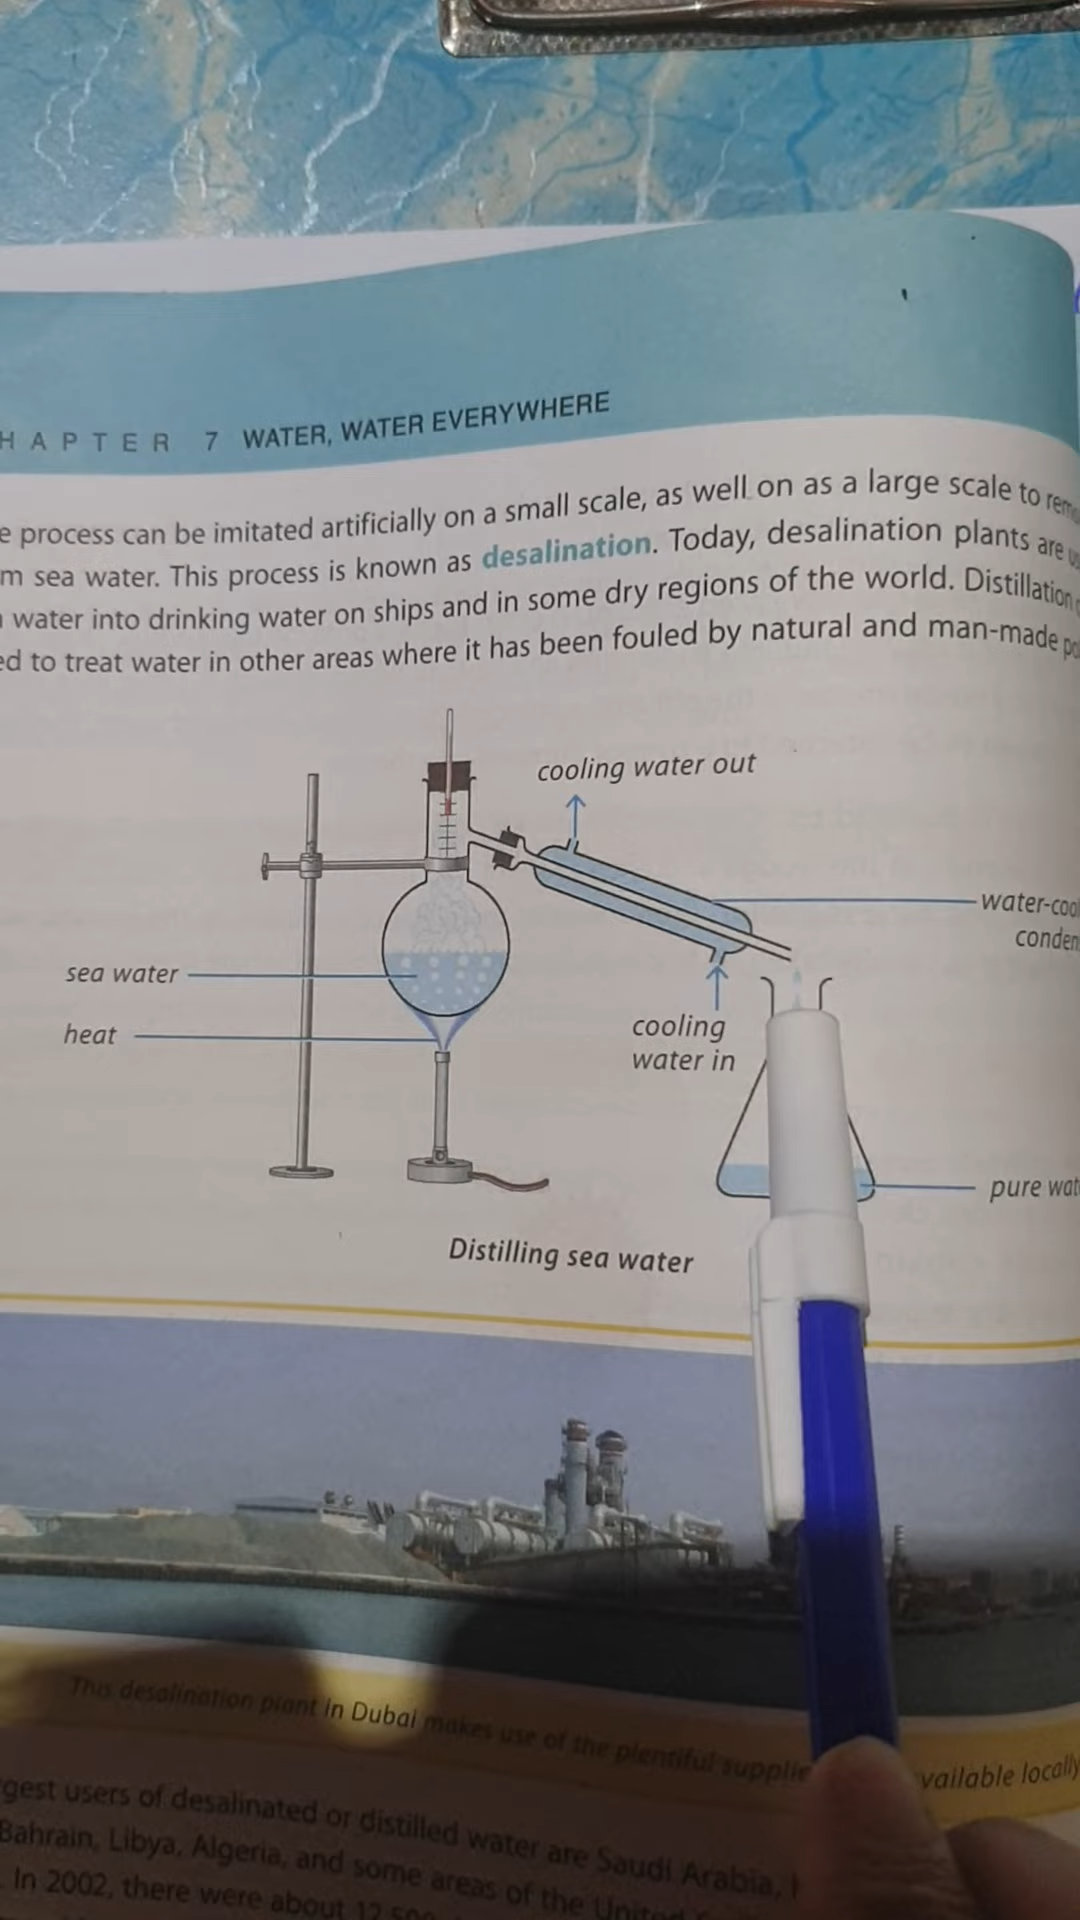 HAPTER 7 WATER, WATER EVERYWHERE
process can be imitated artificially on a small scale, as well on as a large scale to
sea water. This process is known as desalination. Today, desalination plants are
water into drinking water on ships and in some dry regions of the world. Distillation
to treat water in other areas where it has been fouled by natural and man-made
cooling water out
water-coo
conden
sea water
heat
cooling
water in
pure wat
Distilling sea water
This desalination plant in Dubai makes use of the plentiful supplie vailable locally
gest users of desalinated or distilled water are Saudi Arabia,
Bahrain, Libya, Algeria, and some areas of the
In 2002, there were about